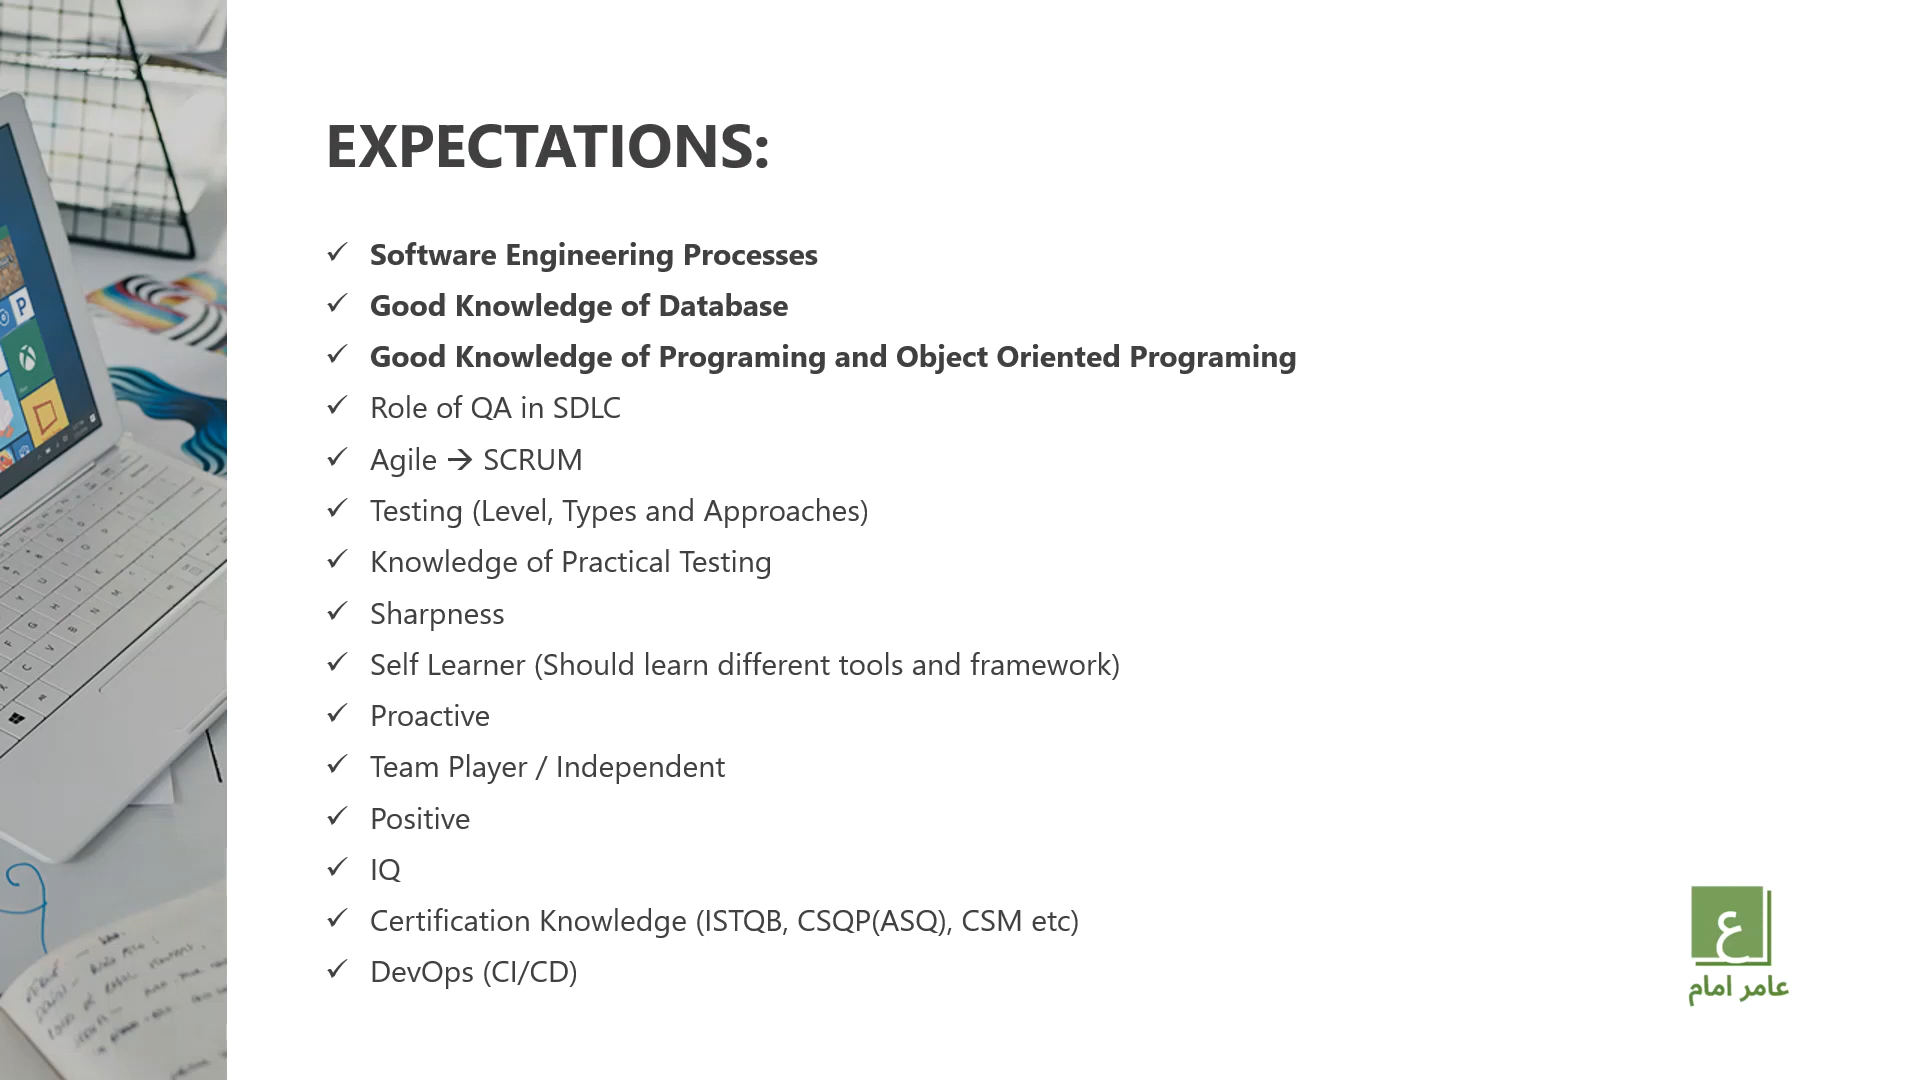 EXPECTATIONS:
✓ Software Engineering Processes
✓ Good Knowledge of Database
✓ Good Knowledge of Programing and Object Oriented Programing
✓ Role of QA in SDLC
✓ Agile → SCRUM
✓ Testing (Level, Types and Approaches)
✓ Knowledge of Practical Testing
✓ Sharpness
✓ Self Learner (Should learn different tools and framework)
✓ Proactive
✓ Team Player / Independent
✓ Positive
✓ IQ
✓ Certification Knowledge (ISTQB, CSQP(ASQ), CSM etc)
✓ DevOps (CI/CD)
ع
عامر امام